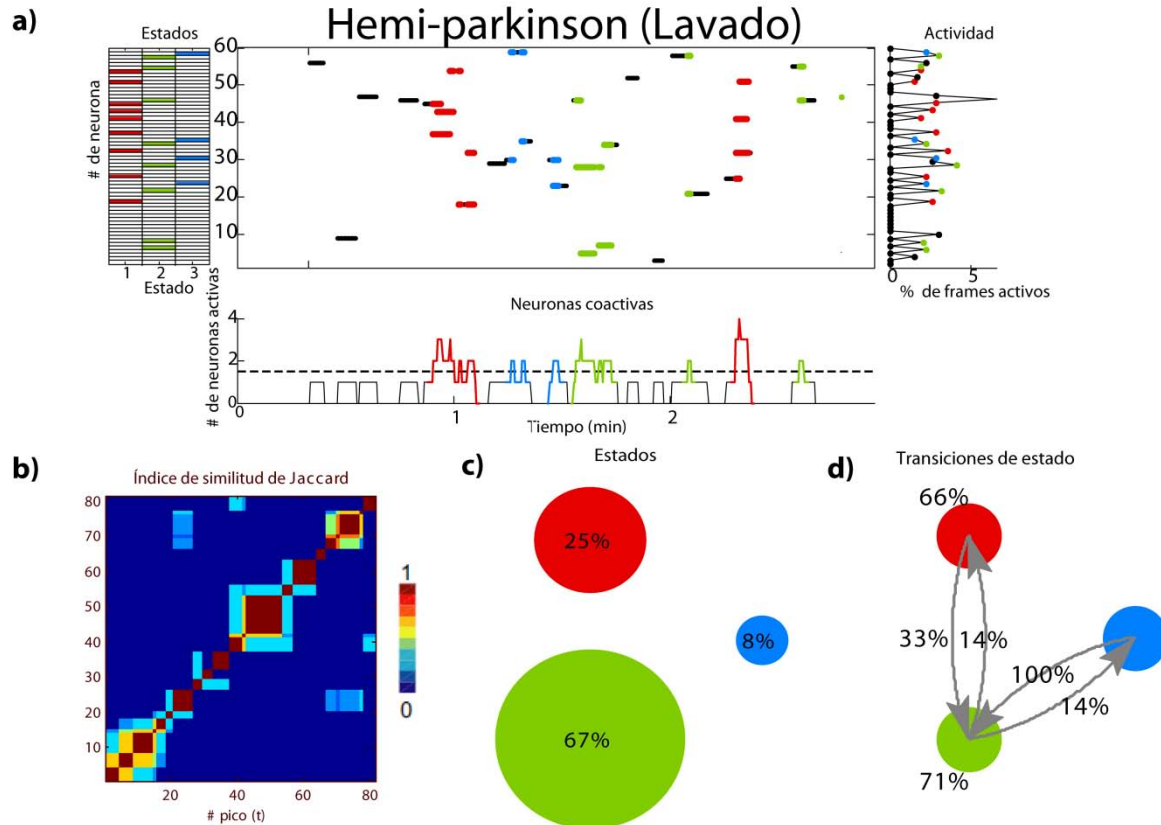 a)
Hemi-parkinson (Lavado)
Estados
Actividad
# de neurona
60
50
40
30
20
10
1 2 3
Estado
0 5
% de frames activos
Neuronas coactivas
# de neuronas activas
4
2
0
0 1 2
Tiempo (min)
b)
Índice de similitud de Jaccard
80
70
60
50
40
30
20
10
20 40 60 80
# pico (t)
1
0
c)
Estados
25%
8%
67%
d)
Transiciones de estado
66%
33%
14%
100%
14%
71%